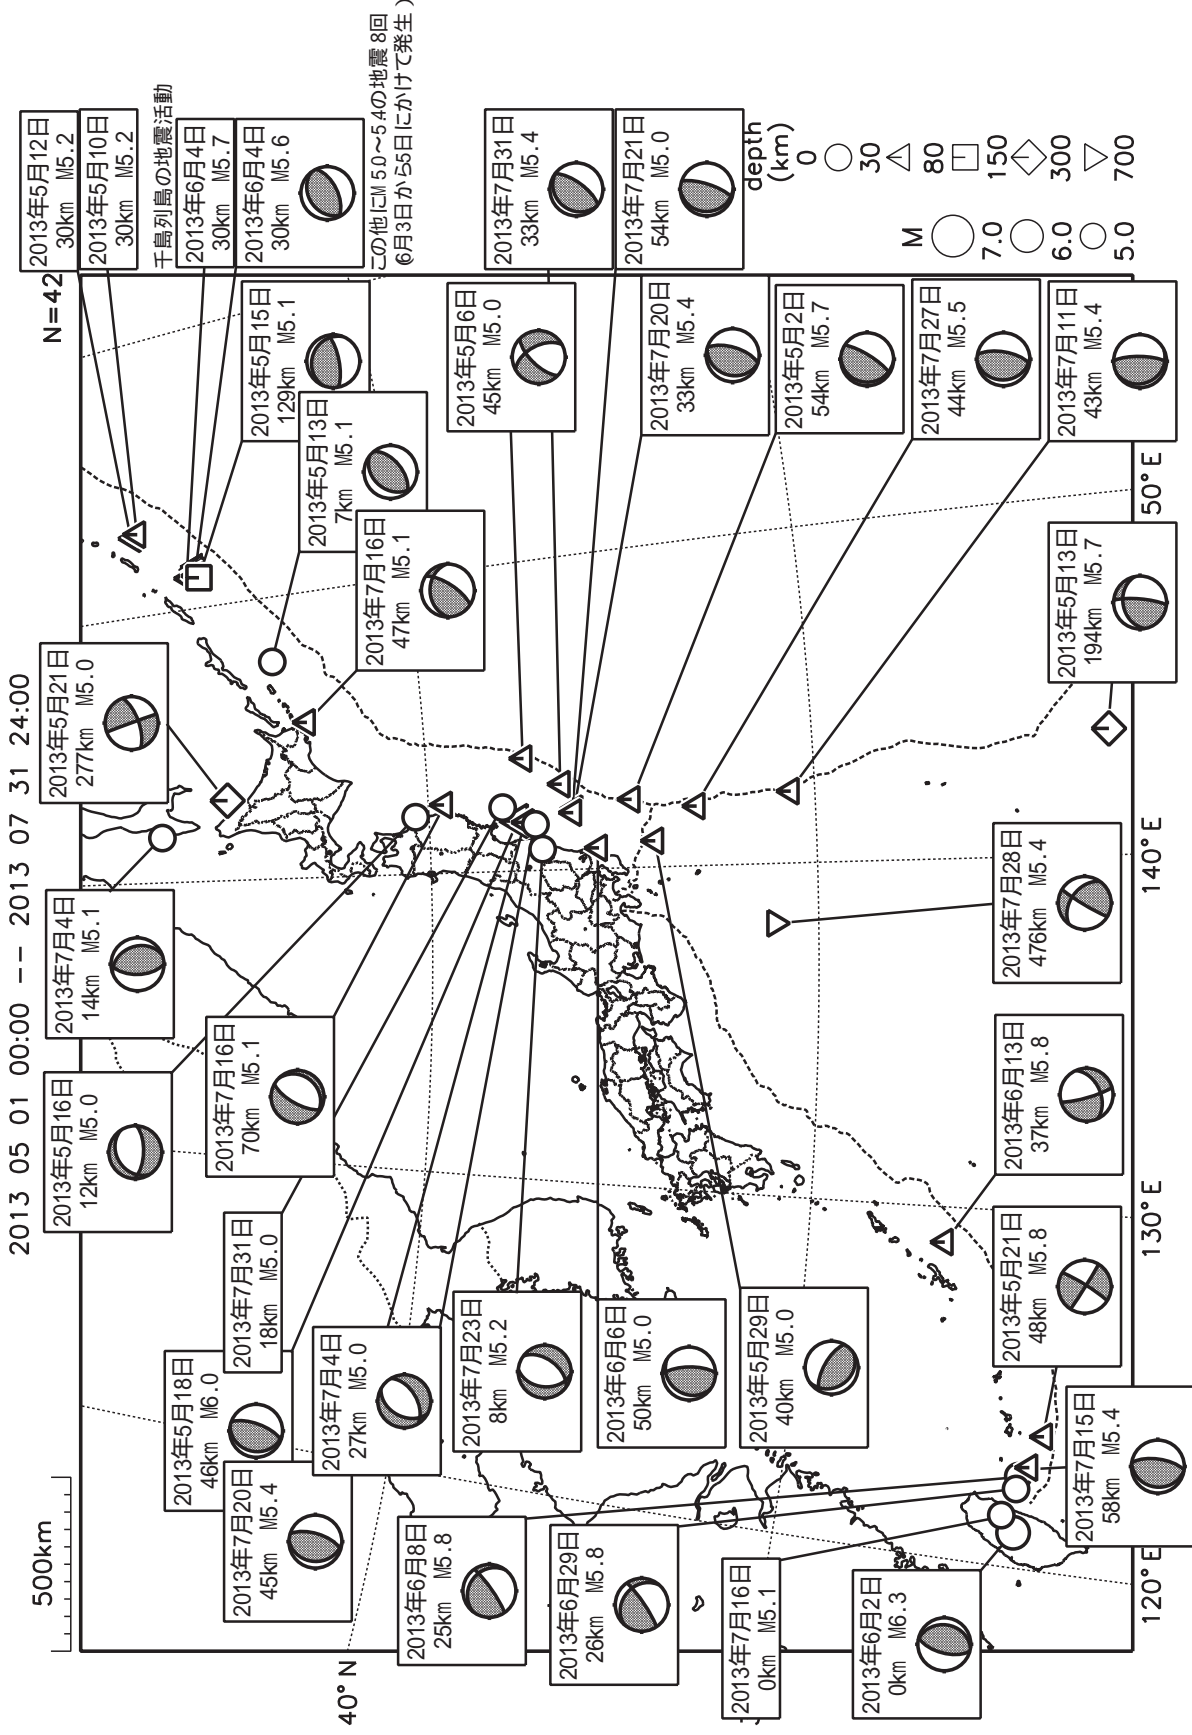 2013 05 01 00:00 -- 2013 07 31 24:00
500km
N=42
2013年5月12日
30km M5.2
2013年5月10日
30km M5.2
千島列島の地震活動
2013年6月4日
30km M5.7
2013年6月4日
30km M5.6
この他にM5.0～5.4の地震8回
(6月3日から5日にかけて発生)
2013年5月15日
129km M5.1
2013年5月13日
7km M5.1
2013年7月16日
47km M5.1
2013年5月21日
277km M5.0
2013年7月4日
14km M5.1
2013年5月16日
12km M5.0
2013年7月16日
70km M5.1
2013年7月31日
18km M5.0
2013年5月18日
46km M6.0
2013年7月20日
45km M5.4
2013年7月4日
27km M5.0
2013年7月23日
8km M5.2
2013年6月6日
50km M5.0
2013年5月29日
40km M5.0
2013年6月8日
25km M5.8
2013年6月29日
26km M5.8
2013年7月16日
0km M5.1
2013年6月2日
0km M6.3
2013年7月15日
58km M5.4
2013年5月21日
48km M5.8
2013年6月13日
37km M5.8
2013年7月28日
476km M5.4
2013年5月13日
194km M5.7
2013年7月31日
33km M5.4
2013年7月21日
54km M5.0
2013年5月6日
45km M5.0
2013年7月20日
33km M5.4
2013年5月2日
54km M5.7
2013年7月27日
44km M5.5
2013年7月11日
43km M5.4
40°N
120°E
130°E
140°E
50°E
M
7.0
6.0
5.0
depth
(km)
0
30
80
150
300
700